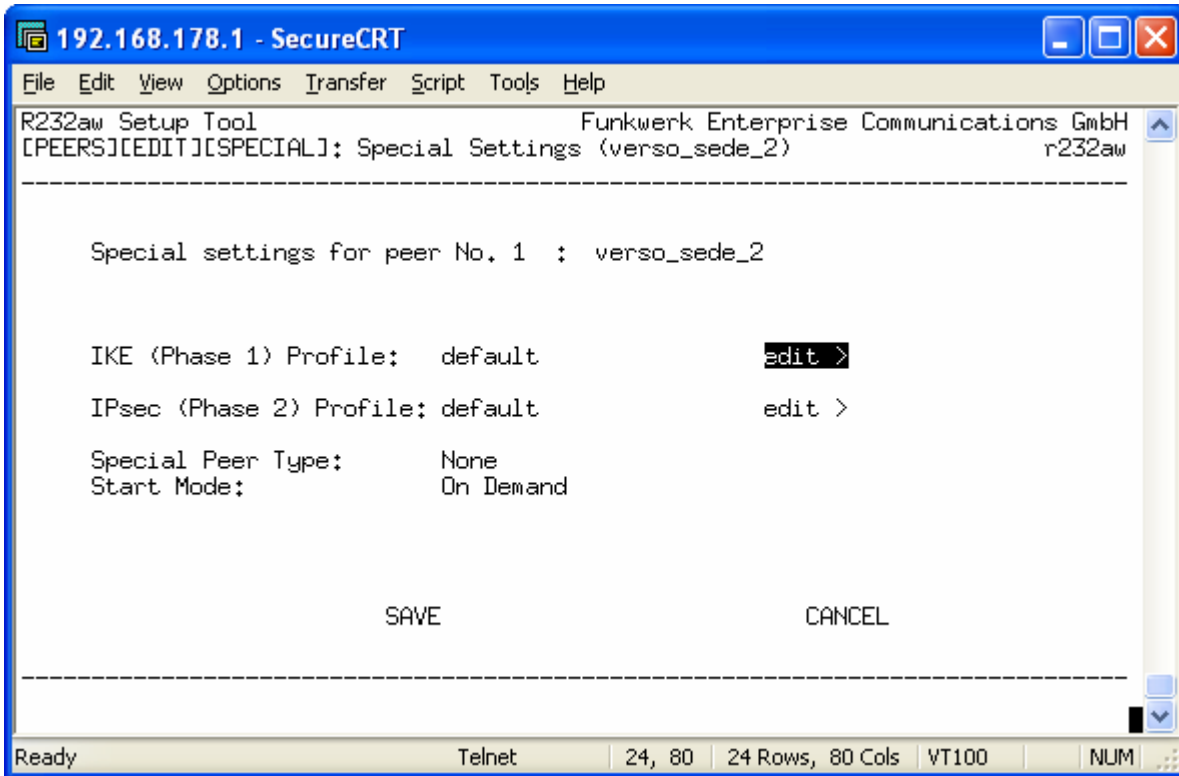 192.168.178.1 - SecureCRT
File Edit View Options Transfer Script Tools Help
R232aw Setup Tool Funkwerk Enterprise Communications GmbH
[PEERS][EDIT][SPECIAL]: Special Settings (verso_sede_2) r232aw
Special settings for peer No. 1 : verso_sede_2
IKE (Phase 1) Profile: default edit >
IPsec (Phase 2) Profile: default edit >
Special Peer Type: None
Start Mode: On Demand
SAVE CANCEL
Ready Telnet 24, 80 24 Rows, 80 Cols VT100 NUM